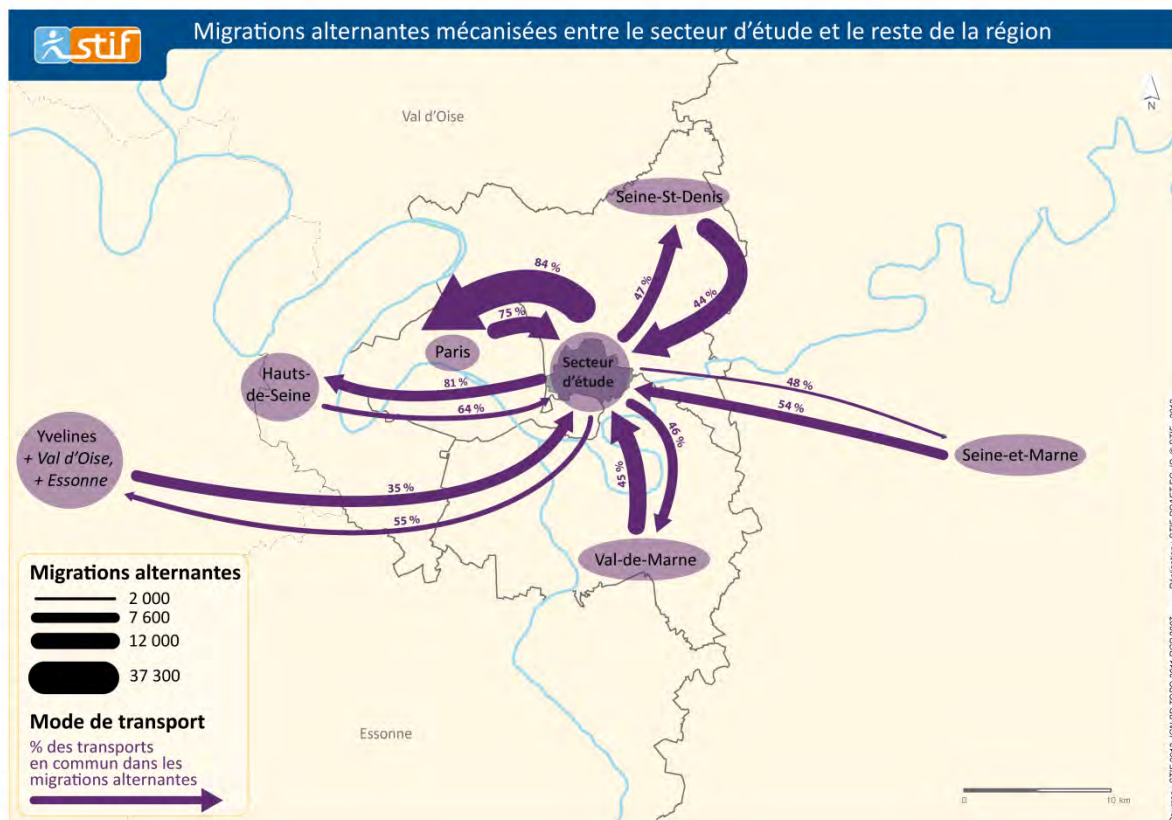 stif
Migrations alternantes mécanisées entre le secteur d'étude et le reste de la région
N
Val d'Oise
Seine-St-Denis
84 %
47 %
44 %
75 %
Paris
Secteur
d'étude
Hauts-
de-Seine
81 %
64 %
48 %
54 %
Seine-et-Marne
Yvelines
+ Val d'Oise,
+ Essonne
46 %
45 %
35 %
55 %
Val-de-Marne
Migrations alternantes
2 000
7 600
12 000
37 300
Mode de transport
% des transports
en commun dans les
migrations alternantes
Essonne
0
10 km